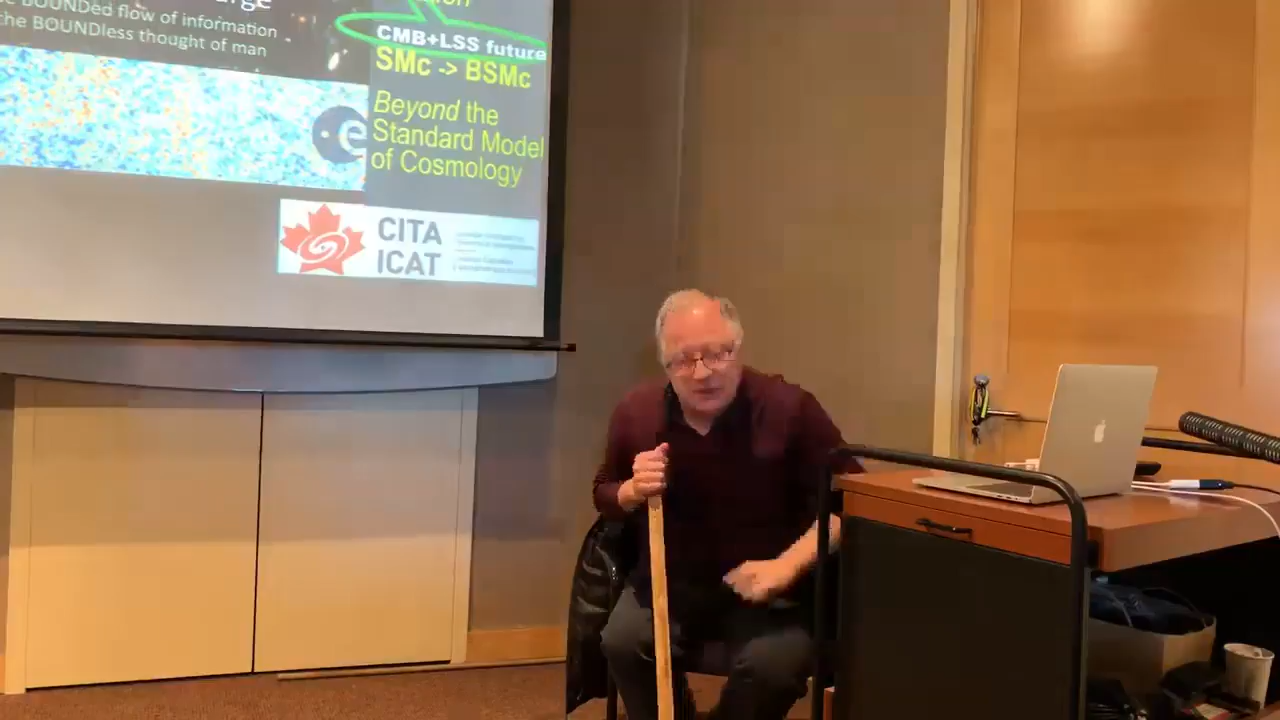 BOUNDed flow of information
the BOUNDless thought of man
CMB+LSS future
SMc -> BSMc
Beyond the
Standard Model
of Cosmology
e
CITA
ICAT